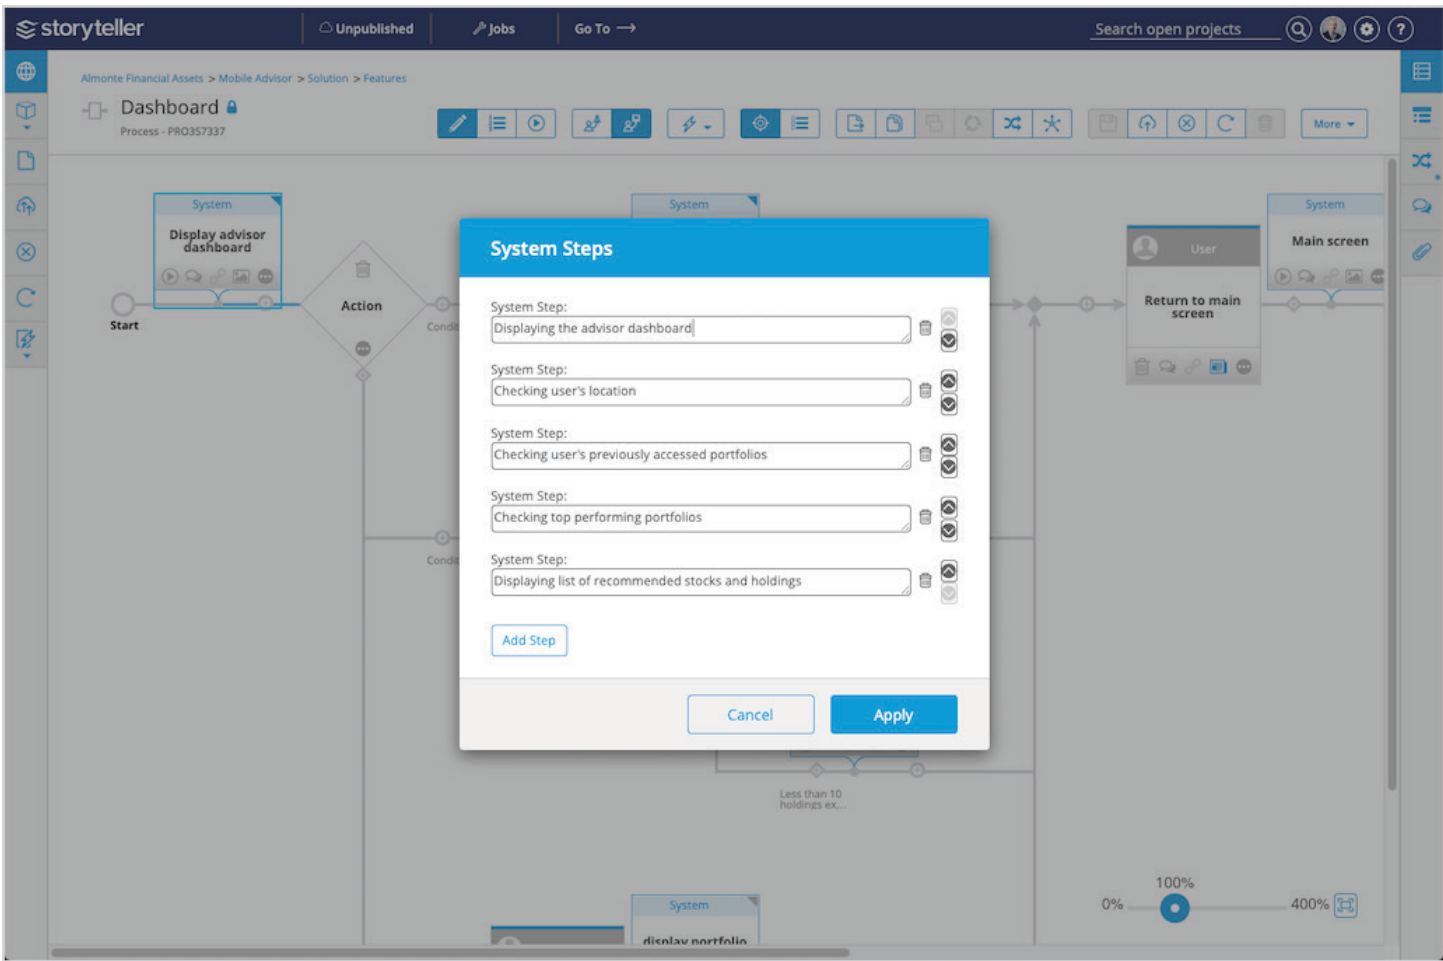 storyteller
Unpublished
Jobs
Go To →
Search open projects
Almonte Financial Assets > Mobile Advisor > Solution > Features
Dashboard
Process - PRO357337
More
System
Display advisor
dashboard
Start
Action
System
User
Return to main
screen
System
Main screen
System Steps
System Step:
Displaying the advisor dashboard
System Step:
Checking user's location
System Step:
Checking user's previously accessed portfolios
System Step:
Checking top performing portfolios
System Step:
Displaying list of recommended stocks and holdings
Add Step
Cancel
Apply
Less than 10
holdings ex...
100%
0%
400%
System
display portfolio